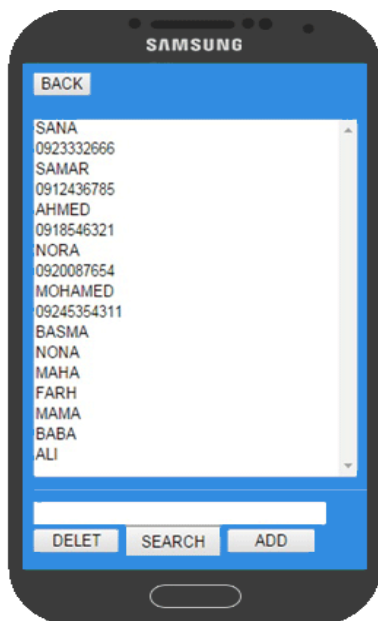 SAMSUNG
BACK
SANA
0923332666
SAMAR
0912436785
AHMED
0918546321
NORA
0920087654
MOHAMED
09245354311
BASMA
NONA
MAHA
FARH
MAMA
BABA
ALI
DELET SEARCH ADD